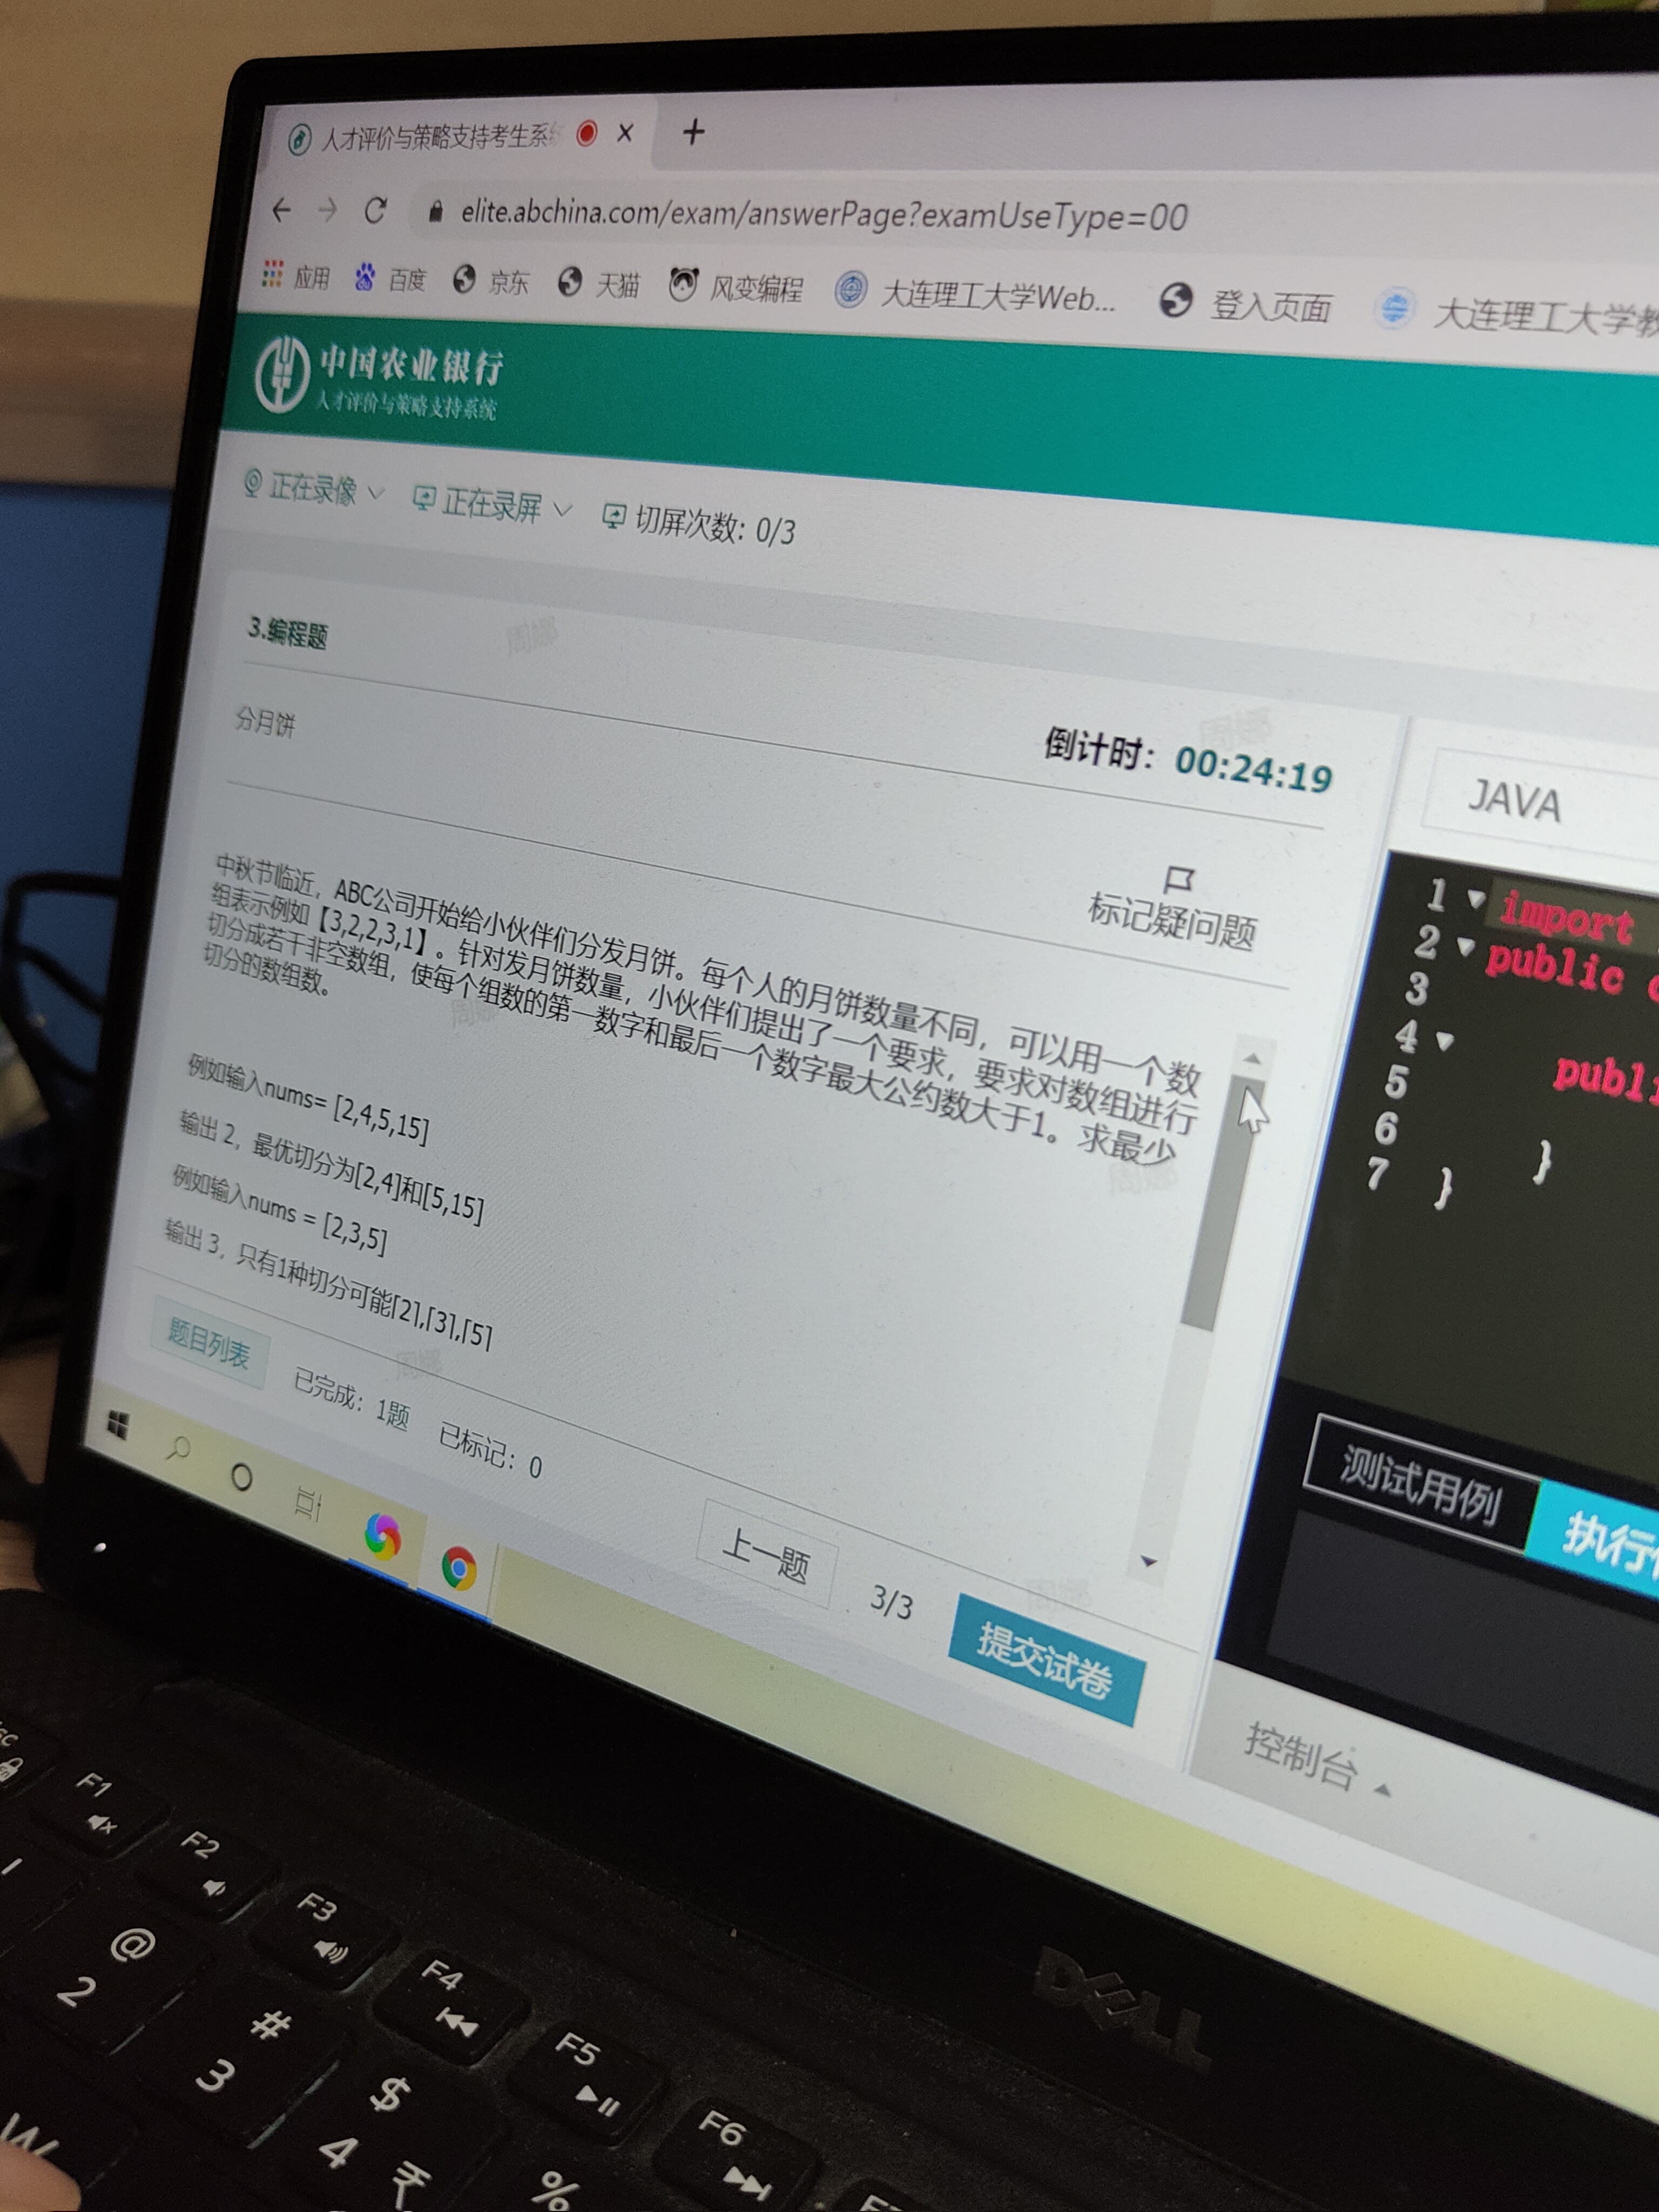 人才评价与策略支持考生系统
elite.abchina.com/exam/answerPage?examUseType=00
应用 百度 京东 天猫 风变编程 大连理工大学Web... 登入页面 大连理工大学教
中国农业银行
人才评价与策略支持系统
正在录像 正在录屏 切屏次数: 0/3
3.编程题
倒计时: 00:24:19
分月饼
标记疑问题
中秋节临近，ABC公司开始给小伙伴们分发月饼。每个人的月饼数量不同，可以用一个数
组表示例如【3,2,2,3,1】。针对发月饼数量，小伙伴们提出了一个要求，要求对数组进行
切分成若干非空数组，使每个组数的第一数字和最后一个数字最大公约数大于1。求最少
切分的数组数。
例如输入nums= [2,4,5,15]
输出 2，最优切分为[2,4]和[5,15]
例如输入nums = [2,3,5]
输出 3，只有1种切分可能[2],[3],[5]
题目列表 已完成: 1题 已标记: 0
上一题 3/3 提交试卷
JAVA
1 import
2 public c
3
4 publi
5
6 }
7 }
测试用例 执行
控制台
周娜
周娜
周娜
周娜
周娜
周娜
DELL
F1
F2
F3
F4
F5
F6
@
2
#
3
$
4 ₹
%
W